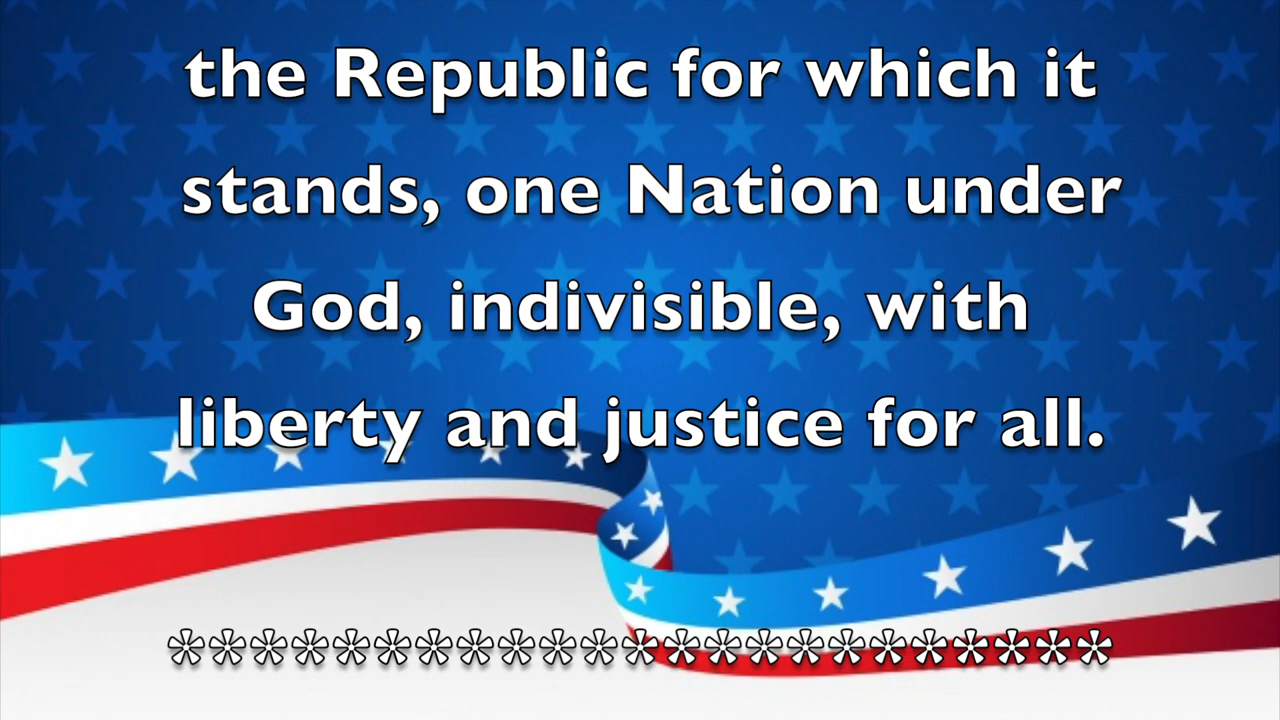 the Republic for which it
stands, one Nation under
God, indivisible, with
liberty and justice for all.
***********************